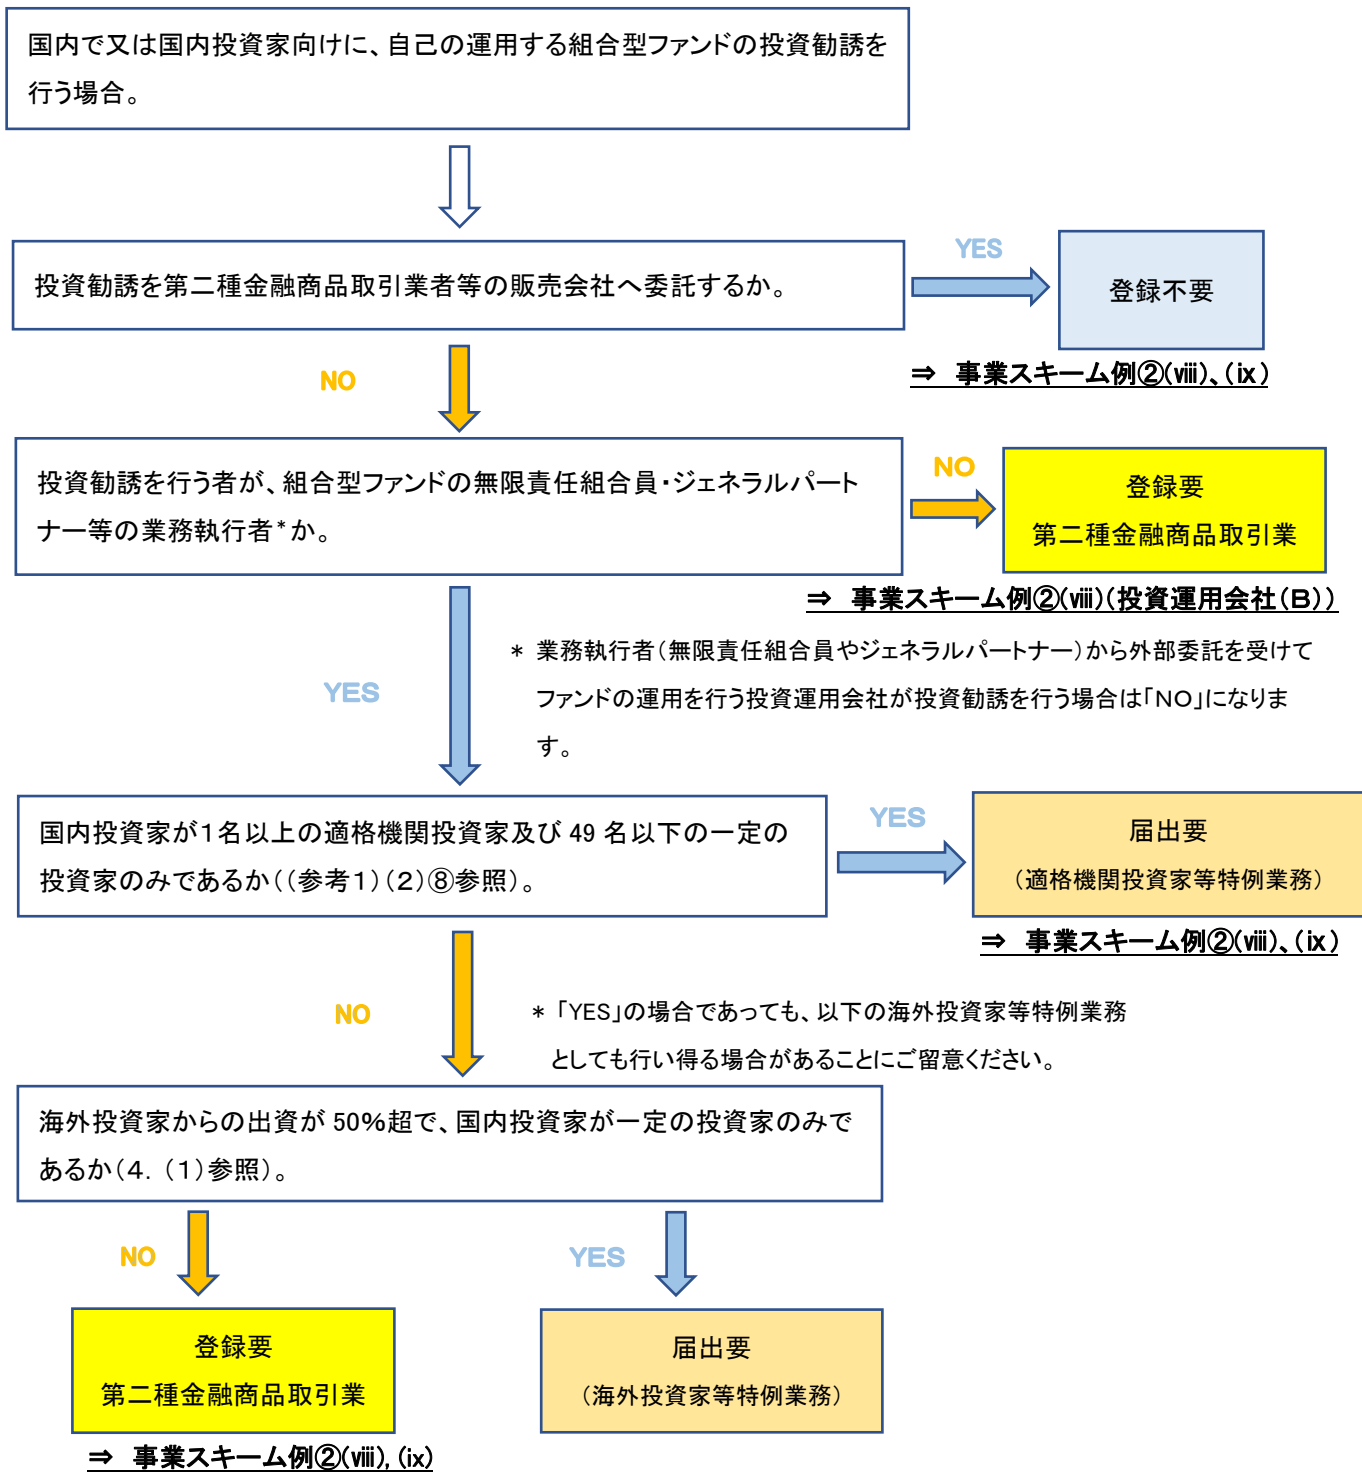 国内で又は国内投資家向けに、自己の運用する組合型ファンドの投資勧誘を
行う場合。
投資勧誘を第二種金融商品取引業者等の販売会社へ委託するか。
YES
登録不要
⇒ 事業スキーム例②(ⅷ)、(ⅸ)
NO
投資勧誘を行う者が、組合型ファンドの無限責任組合員・ジェネラルパート
ナー等の業務執行者*か。
NO
登録要
第二種金融商品取引業
⇒ 事業スキーム例②(ⅷ)(投資運用会社(B))
* 業務執行者(無限責任組合員やジェネラルパートナー)から外部委託を受けて
ファンドの運用を行う投資運用会社が投資勧誘を行う場合は「NO」になりま
す。
YES
国内投資家が1名以上の適格機関投資家及び 49 名以下の一定の
投資家のみであるか((参考1)(2)⑧参照)。
YES
届出要
(適格機関投資家等特例業務)
⇒ 事業スキーム例②(ⅷ)、(ⅸ)
NO
* 「YES」の場合であっても、以下の海外投資家等特例業務
としても行い得る場合があることにご留意ください。
海外投資家からの出資が 50%超で、国内投資家が一定の投資家のみで
あるか(4. (1)参照)。
NO
YES
登録要
第二種金融商品取引業
届出要
(海外投資家等特例業務)
⇒ 事業スキーム例②(ⅷ), (ⅸ)